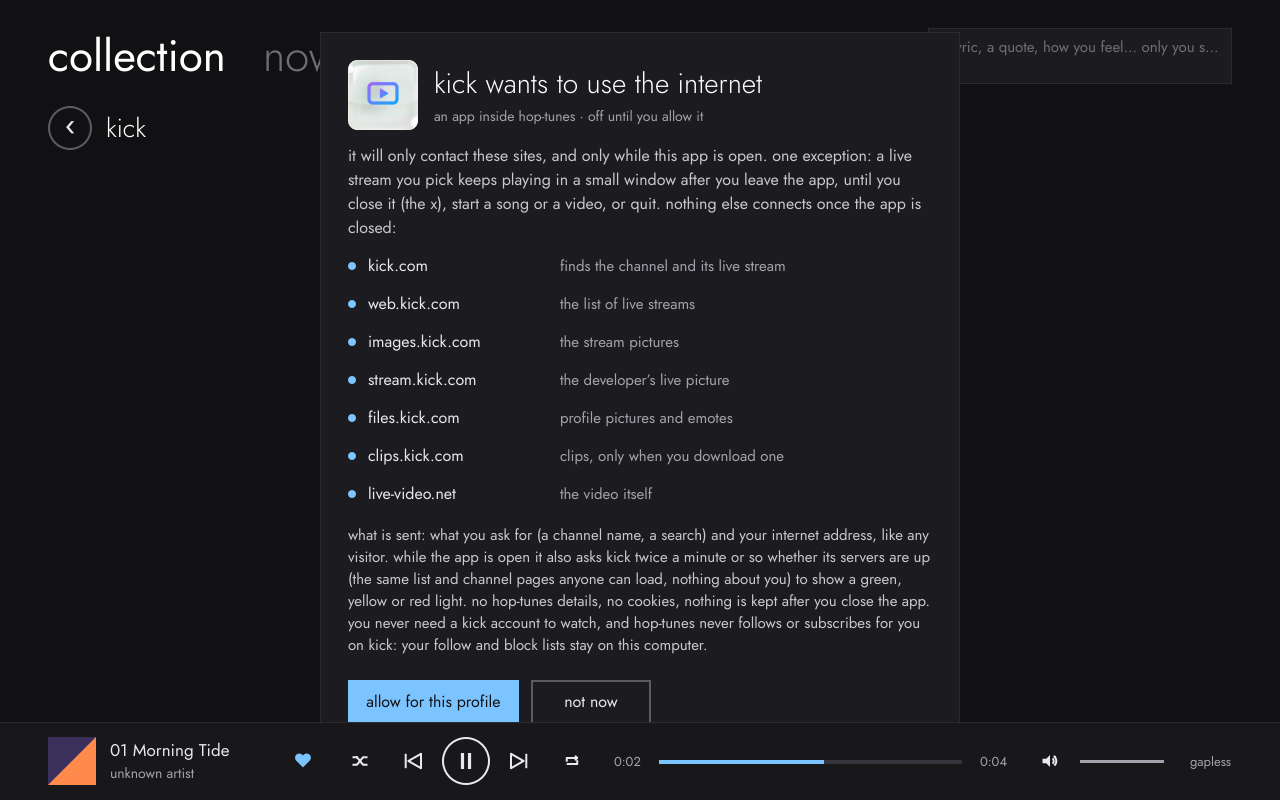 collection
kick
kick wants to use the internet
an app inside hop-tunes · off until you allow it
it will only contact these sites, and only while this app is open. one exception: a live
stream you pick keeps playing in a small window after you leave the app, until you
close it (the x), start a song or a video, or quit. nothing else connects once the app is
closed:
kick.com finds the channel and its live stream
web.kick.com the list of live streams
images.kick.com the stream pictures
stream.kick.com the developer's live picture
files.kick.com profile pictures and emotes
clips.kick.com clips, only when you download one
live-video.net the video itself
what is sent: what you ask for (a channel name, a search) and your internet address, like any
visitor. while the app is open it also asks kick twice a minute or so whether its servers are up
(the same list and channel pages anyone can load, nothing about you) to show a green,
yellow or red light. no hop-tunes details, no cookies, nothing is kept after you close the app.
you never need a kick account to watch, and hop-tunes never follows or subscribes for you
on kick: your follow and block lists stay on this computer.
allow for this profile not now
a quote, how you feel... only you s...
01 Morning Tide
unknown artist
0:02 0:04 gapless